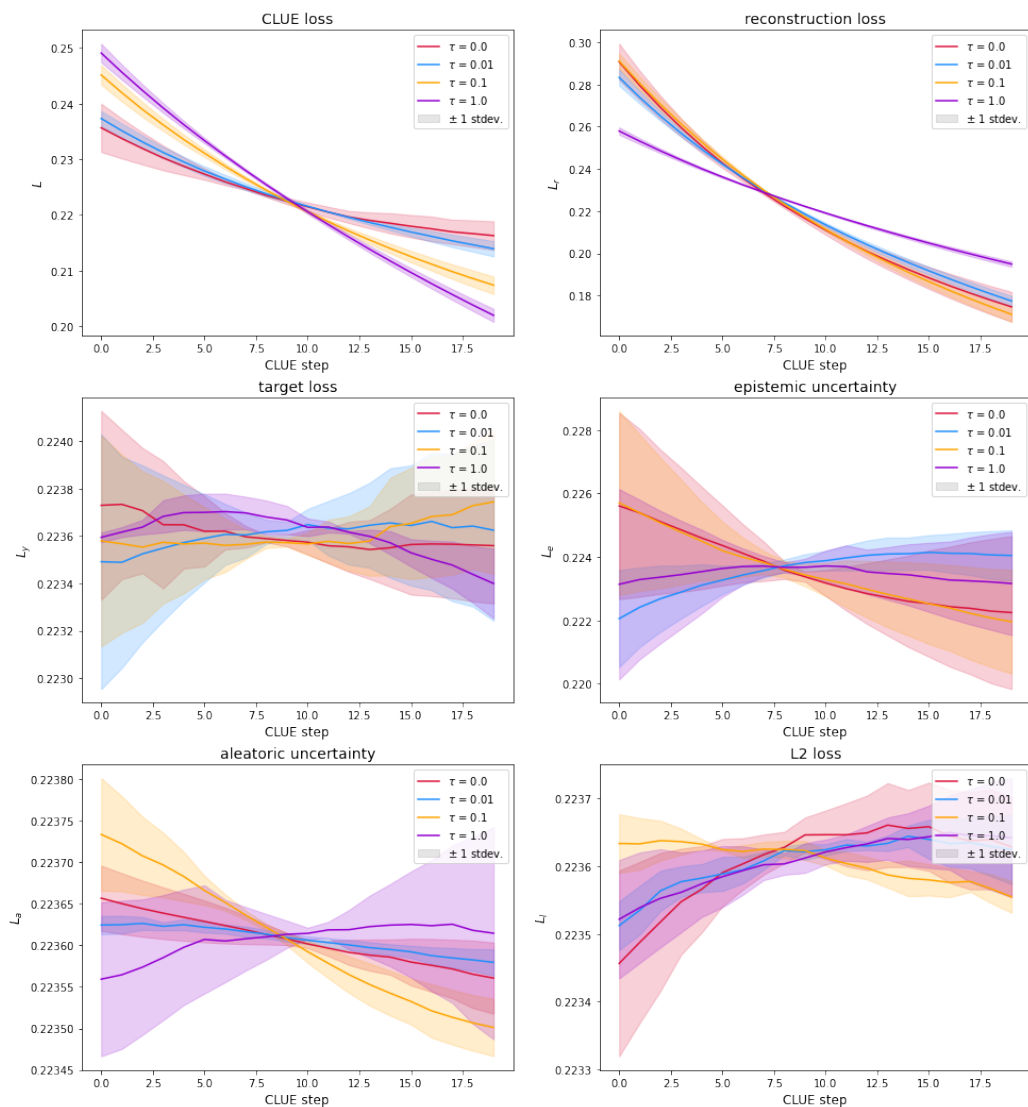 CLUE loss
L
0.25
0.24
0.23
0.22
0.21
0.20
τ = 0.0
τ = 0.01
τ = 0.1
τ = 1.0
± 1 stdev.
0.0 2.5 5.0 7.5 10.0 12.5 15.0 17.5
CLUE step
reconstruction loss
L_r
0.30
0.28
0.26
0.24
0.22
0.20
0.18
τ = 0.0
τ = 0.01
τ = 0.1
τ = 1.0
± 1 stdev.
0.0 2.5 5.0 7.5 10.0 12.5 15.0 17.5
CLUE step
target loss
L_y
0.2240
0.2238
0.2236
0.2234
0.2232
0.2230
τ = 0.0
τ = 0.01
τ = 0.1
τ = 1.0
± 1 stdev.
0.0 2.5 5.0 7.5 10.0 12.5 15.0 17.5
CLUE step
epistemic uncertainty
L_e
0.228
0.226
0.224
0.222
0.220
τ = 0.0
τ = 0.01
τ = 0.1
τ = 1.0
± 1 stdev.
0.0 2.5 5.0 7.5 10.0 12.5 15.0 17.5
CLUE step
aleatoric uncertainty
L_a
0.22380
0.22375
0.22370
0.22365
0.22360
0.22355
0.22350
0.22345
τ = 0.0
τ = 0.01
τ = 0.1
τ = 1.0
± 1 stdev.
0.0 2.5 5.0 7.5 10.0 12.5 15.0 17.5
CLUE step
L2 loss
L_l
0.2237
0.2236
0.2235
0.2234
0.2233
τ = 0.0
τ = 0.01
τ = 0.1
τ = 1.0
± 1 stdev.
0.0 2.5 5.0 7.5 10.0 12.5 15.0 17.5
CLUE step